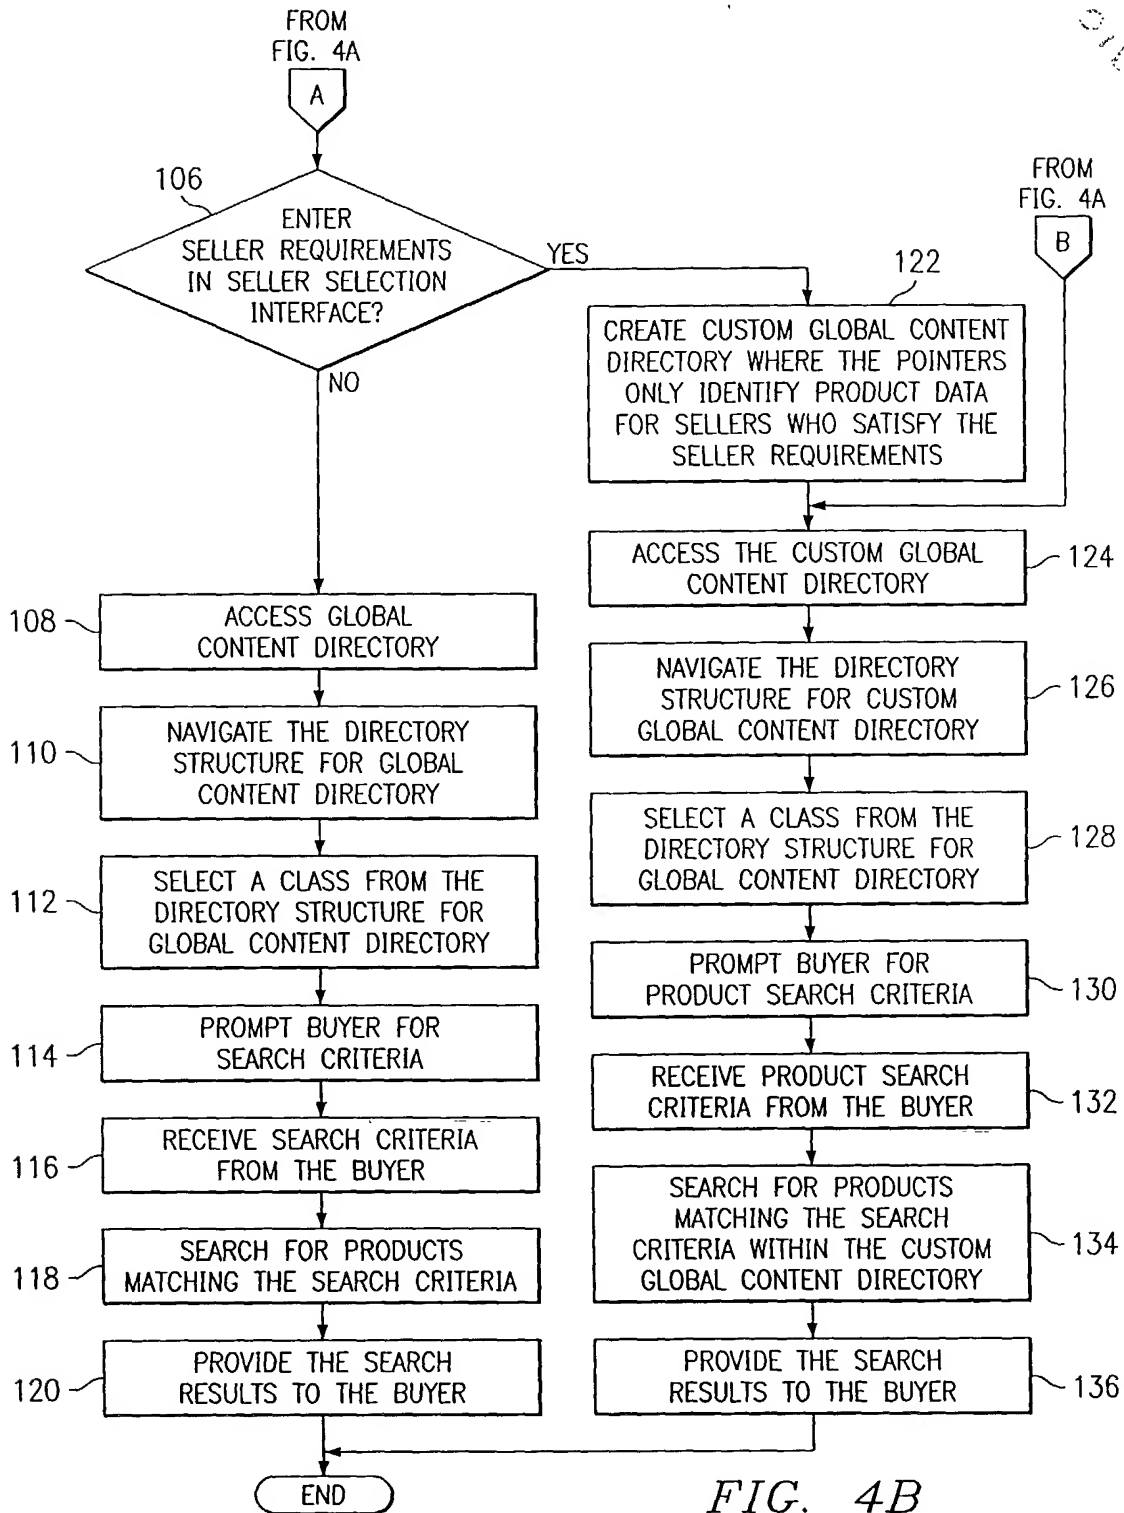 FROM
FIG. 4A
A
106
ENTER
SELLER REQUIREMENTS
IN SELLER SELECTION
INTERFACE?
YES
NO
FROM
FIG. 4A
B
122
CREATE CUSTOM GLOBAL CONTENT
DIRECTORY WHERE THE POINTERS
ONLY IDENTIFY PRODUCT DATA
FOR SELLERS WHO SATISFY THE
SELLER REQUIREMENTS
108
ACCESS GLOBAL
CONTENT DIRECTORY
110
NAVIGATE THE DIRECTORY
STRUCTURE FOR GLOBAL
CONTENT DIRECTORY
112
SELECT A CLASS FROM THE
DIRECTORY STRUCTURE FOR
GLOBAL CONTENT DIRECTORY
114
PROMPT BUYER FOR
SEARCH CRITERIA
116
RECEIVE SEARCH CRITERIA
FROM THE BUYER
118
SEARCH FOR PRODUCTS
MATCHING THE SEARCH CRITERIA
120
PROVIDE THE SEARCH
RESULTS TO THE BUYER
ACCESS THE CUSTOM GLOBAL
CONTENT DIRECTORY
124
NAVIGATE THE DIRECTORY
STRUCTURE FOR CUSTOM
GLOBAL CONTENT DIRECTORY
126
SELECT A CLASS FROM THE
DIRECTORY STRUCTURE FOR
GLOBAL CONTENT DIRECTORY
128
PROMPT BUYER FOR
PRODUCT SEARCH CRITERIA
130
RECEIVE PRODUCT SEARCH
CRITERIA FROM THE BUYER
132
SEARCH FOR PRODUCTS
MATCHING THE SEARCH
CRITERIA WITHIN THE CUSTOM
GLOBAL CONTENT DIRECTORY
134
PROVIDE THE SEARCH
RESULTS TO THE BUYER
136
END
FIG. 4B